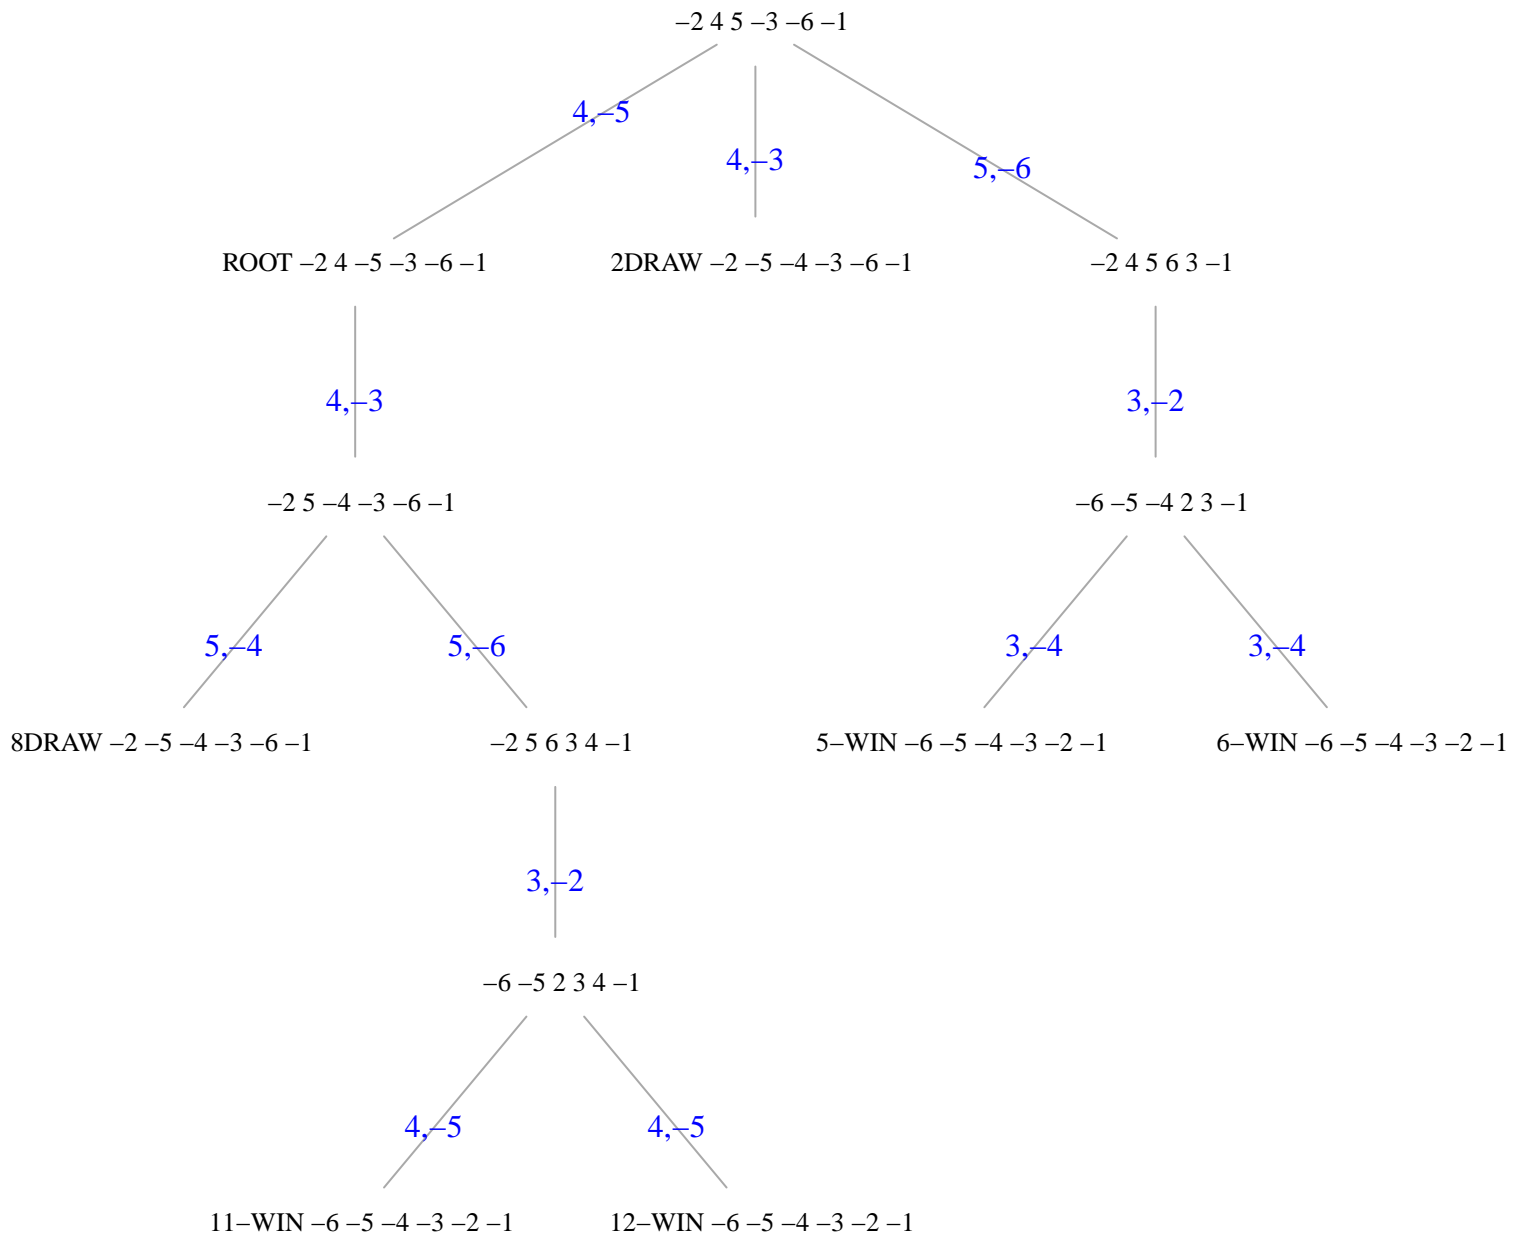 –2 4 5 –3 –6 –1
4,–5
4,–3
5,–6
ROOT –2 4 –5 –3 –6 –1
2DRAW –2 –5 –4 –3 –6 –1
–2 4 5 6 3 –1
4,–3
3,–2
–2 5 –4 –3 –6 –1
–6 –5 –4 2 3 –1
5,–4
5,–6
3,–4
3,–4
8DRAW –2 –5 –4 –3 –6 –1
–2 5 6 3 4 –1
5–WIN –6 –5 –4 –3 –2 –1
6–WIN –6 –5 –4 –3 –2 –1
3,–2
–6 –5 2 3 4 –1
4,–5
4,–5
11–WIN –6 –5 –4 –3 –2 –1
12–WIN –6 –5 –4 –3 –2 –1